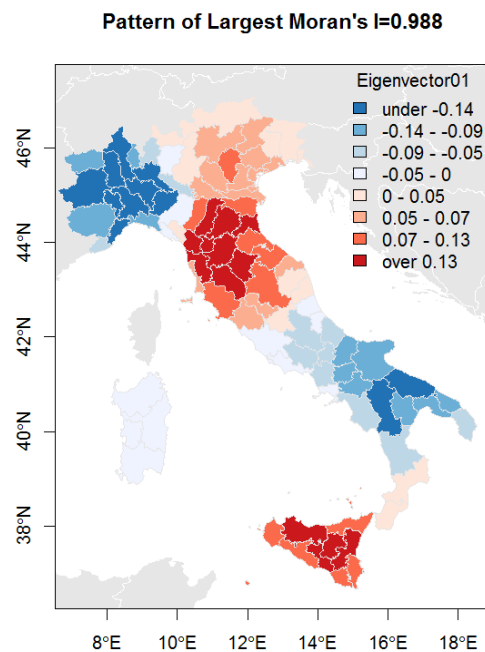 Pattern of Largest Moran's I=0.988
Eigenvector01
under -0.14
-0.14 - -0.09
-0.09 - -0.05
-0.05 - 0
0 - 0.05
0.05 - 0.07
0.07 - 0.13
over 0.13
46°N
44°N
42°N
40°N
38°N
8°E 10°E 12°E 14°E 16°E 18°E